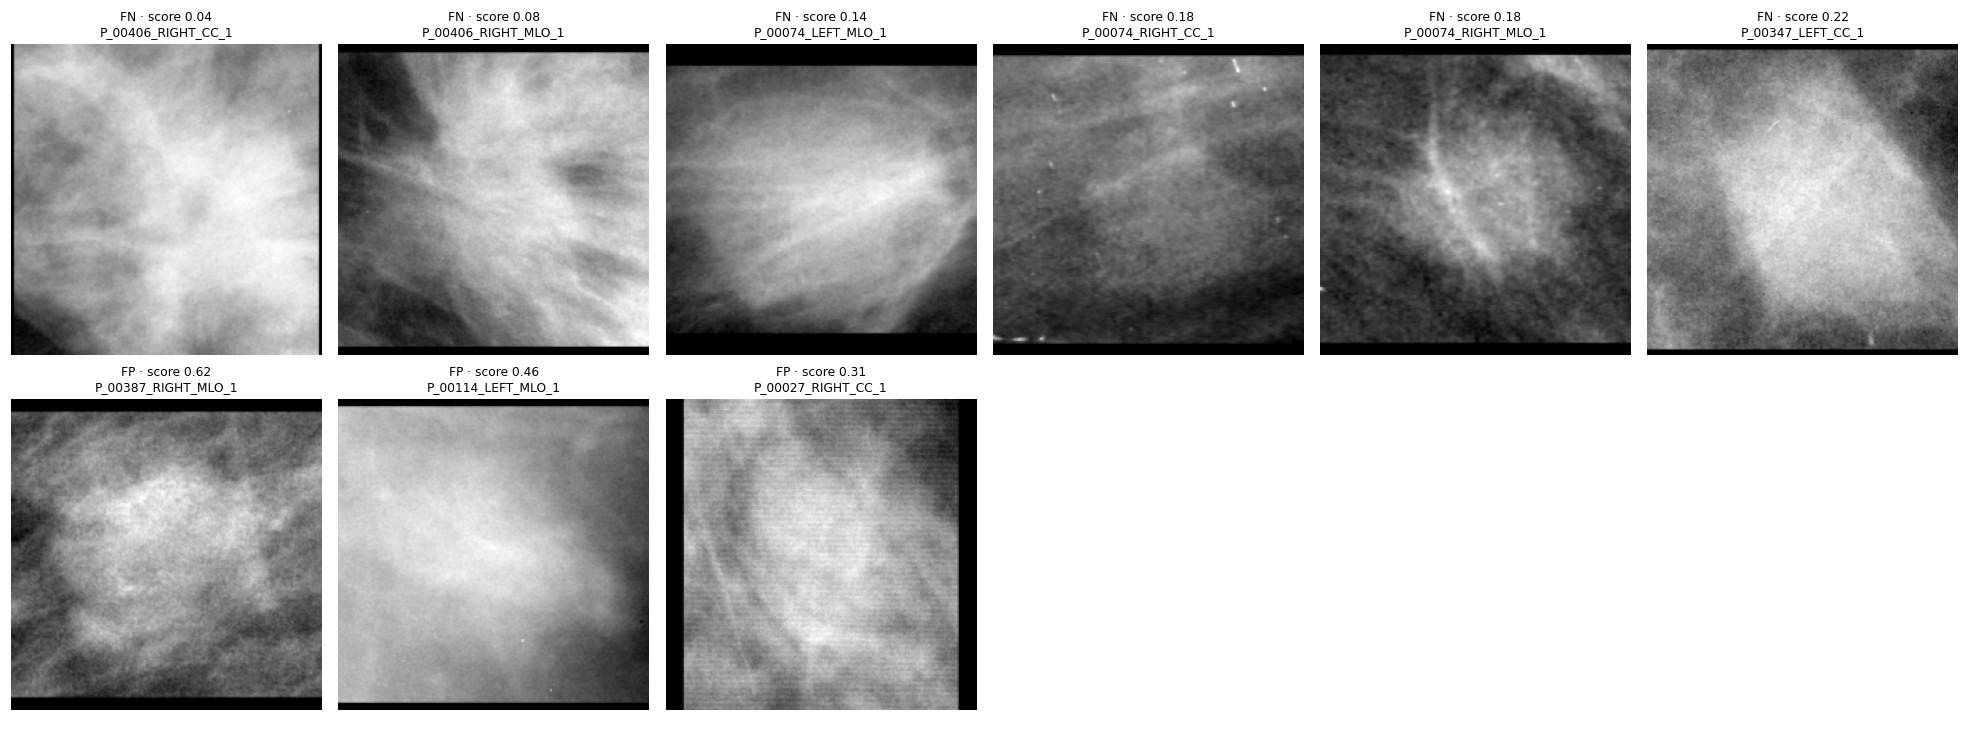 FN · score 0.04
P_00406_RIGHT_CC_1
FN · score 0.08
P_00406_RIGHT_MLO_1
FN · score 0.14
P_00074_LEFT_MLO_1
FN · score 0.18
P_00074_RIGHT_CC_1
FN · score 0.18
P_00074_RIGHT_MLO_1
FN · score 0.22
P_00347_LEFT_CC_1
FP · score 0.62
P_00387_RIGHT_MLO_1
FP · score 0.46
P_00114_LEFT_MLO_1
FP · score 0.31
P_00027_RIGHT_CC_1